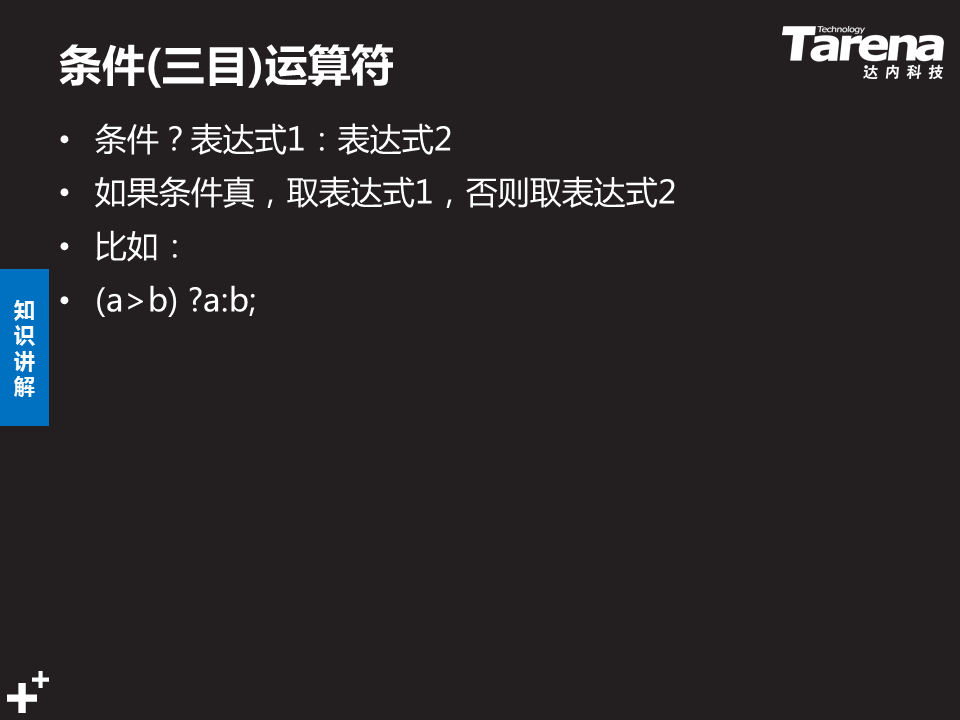 条件(三目)运算符
Technology
Tarena
达内科技
• 条件？表达式1：表达式2
• 如果条件真，取表达式1，否则取表达式2
• 比如：
• (a>b) ?a:b;
知
识
讲
解